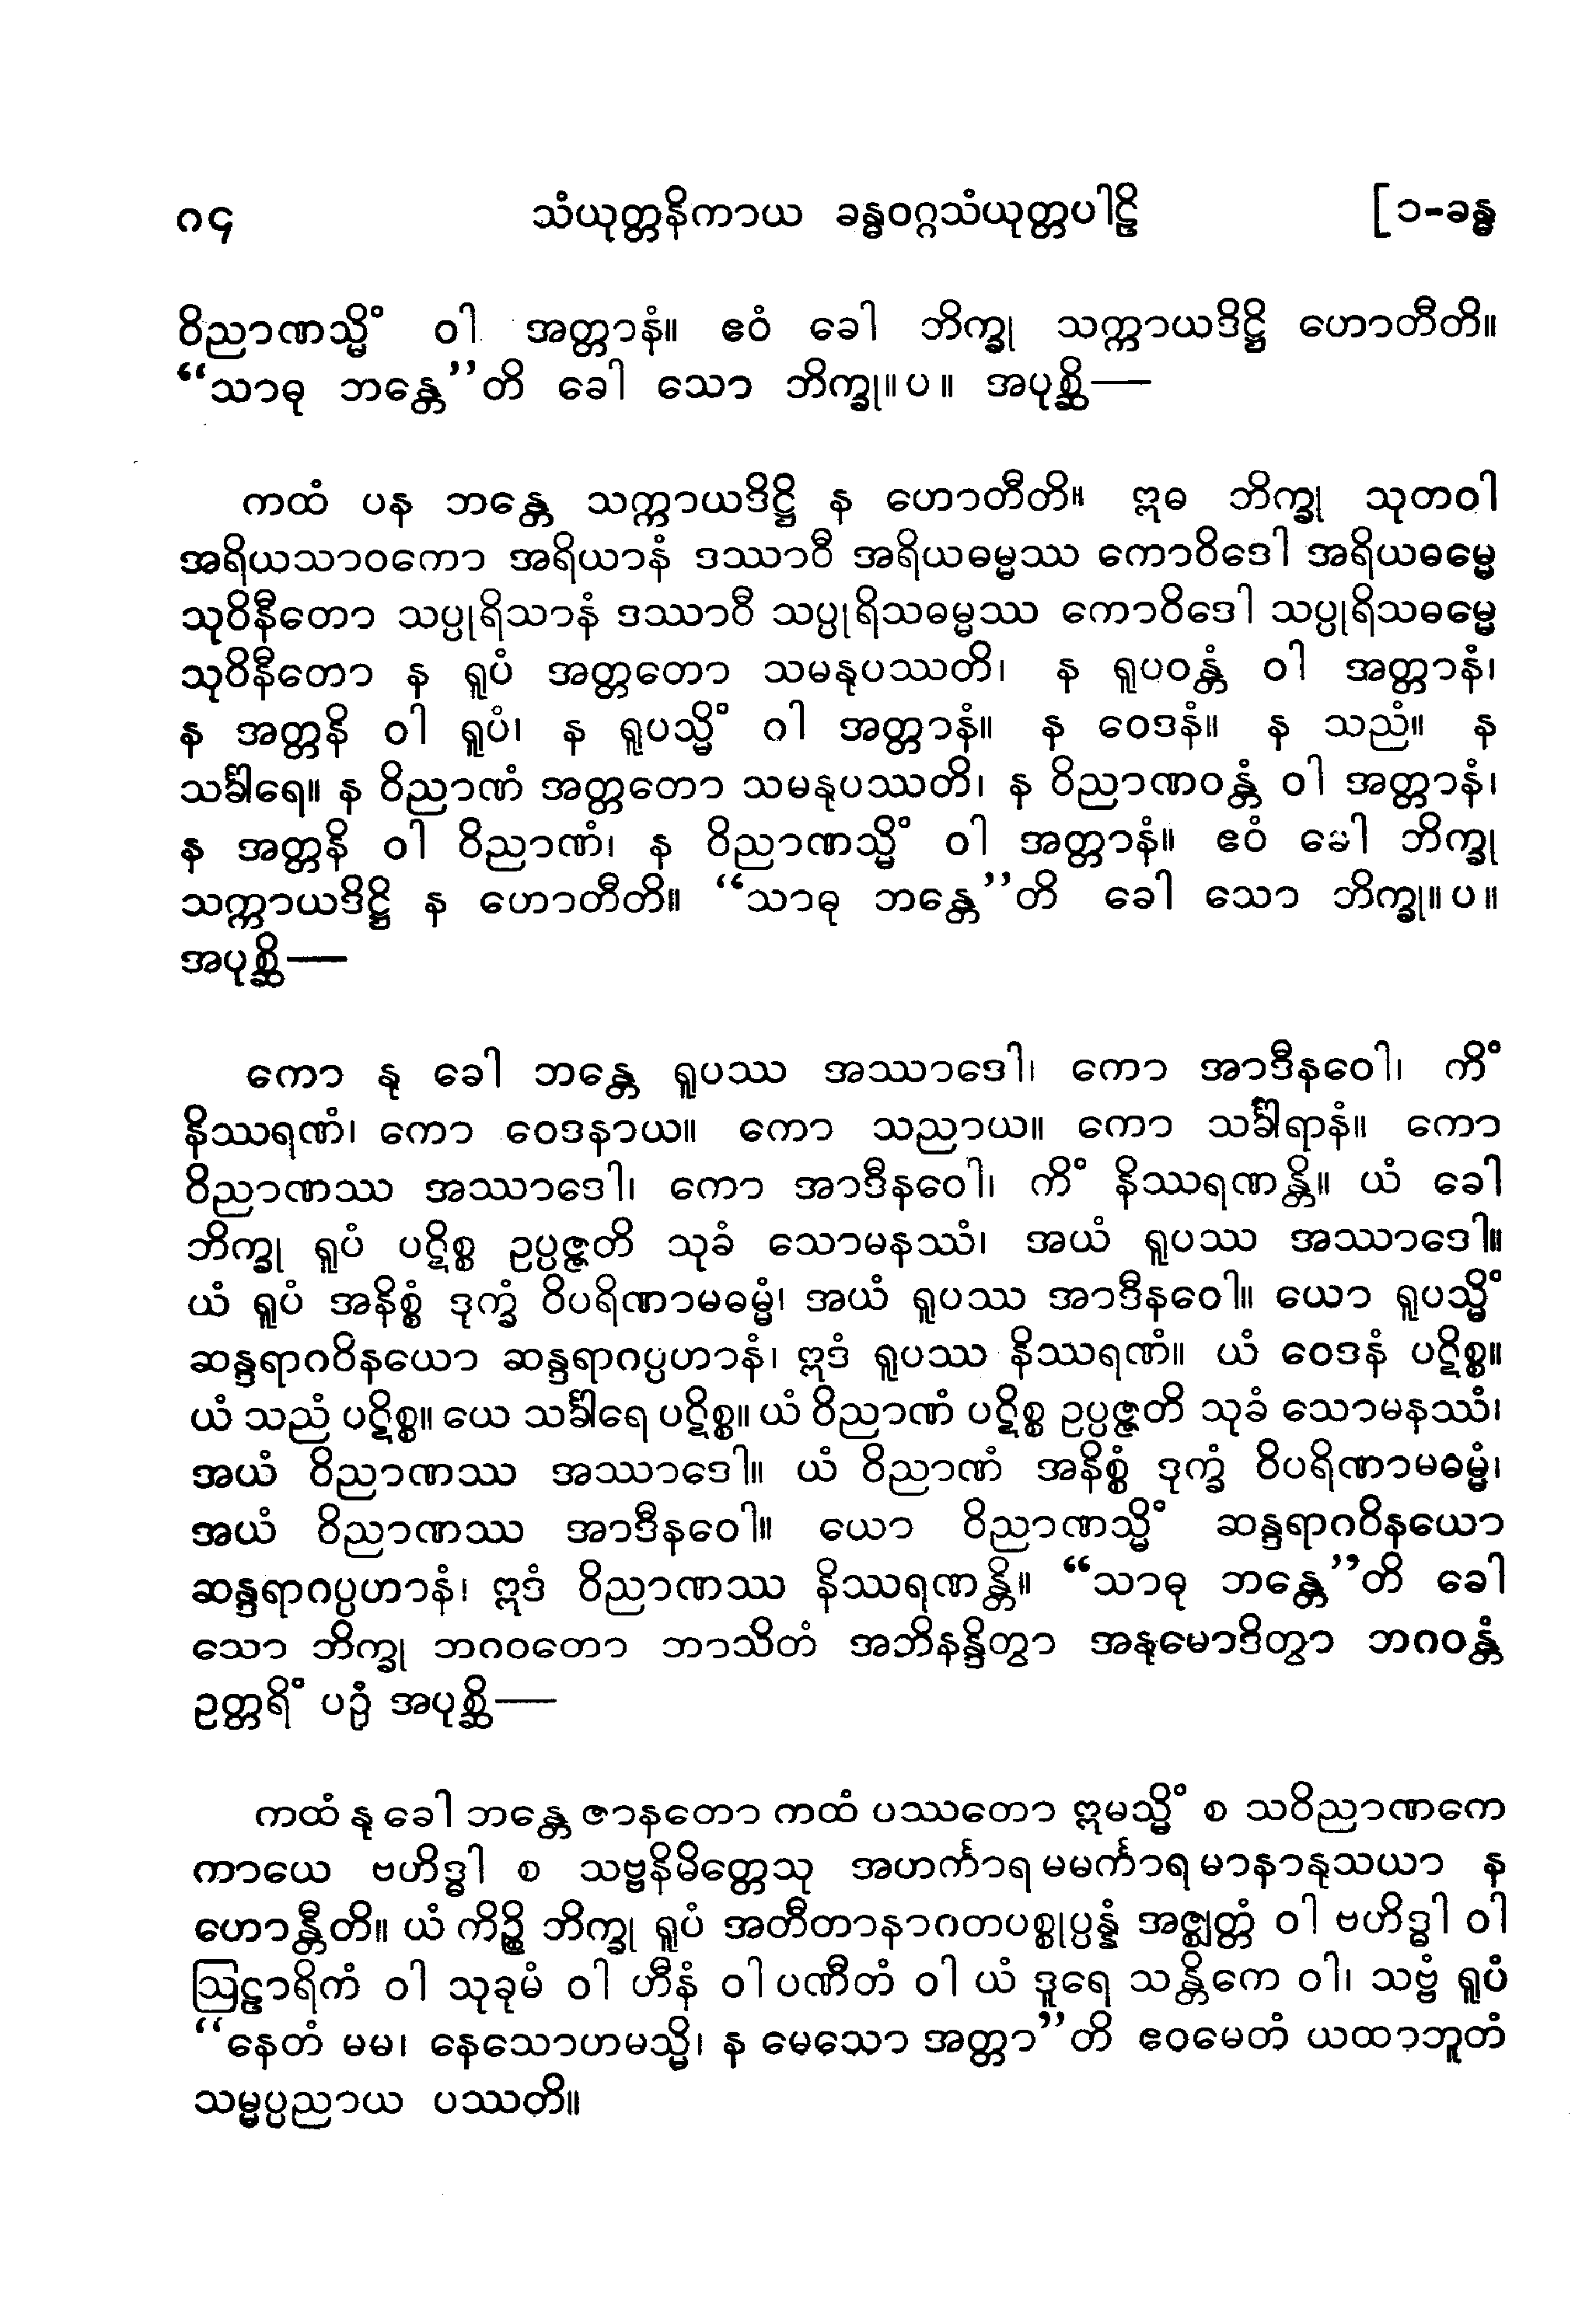 ၈၄ သံယုတ္တနိကာယ ခန္ဓဝဂ္ဂသံယုတ္တပါဠိ [၁-ခန္ဓ
ဝိညာဏသ္မိံ ဝါ အတ္တာနံ။ ဧဝံ ခေါ ဘိက္ခု သက္ကာယဒိဋ္ဌိ ဟောတီတိ။
“သာဓု ဘန္တေ”တိ ခေါ သော ဘိက္ခု။ပ။ အပုစ္ဆိ—
ကထံ ပန ဘန္တေ သက္ကာယဒိဋ္ဌိ န ဟောတီတိ။ ဣဓ ဘိက္ခု သုတဝါ
အရိယသာဝကော အရိယာနံ ဒဿာဝီ အရိယဓမ္မဿ ကောဝိဒေါ အရိယဓမ္မေ
သုဝိနီတော သပ္ပုရိသာနံ ဒဿာဝီ သပ္ပုရိသဓမ္မဿ ကောဝိဒေါ သပ္ပုရိသဓမ္မေ
သုဝိနီတော န ရူပံ အတ္တတော သမနုပဿတိ၊ န ရူပဝန္တံ ဝါ အတ္တာနံ၊
န အတ္တနိ ဝါ ရူပံ၊ န ရူပသ္မိံ ဝါ အတ္တာနံ။ န ဝေဒနံ။ န သညံ။ န
သင်္ခါရေ။ န ဝိညာဏံ အတ္တတော သမနုပဿတိ၊ န ဝိညာဏဝန္တံ ဝါ အတ္တာနံ၊
န အတ္တနိ ဝါ ဝိညာဏံ၊ န ဝိညာဏသ္မိံ ဝါ အတ္တာနံ။ ဧဝံ ခေါ ဘိက္ခု
သက္ကာယဒိဋ္ဌိ န ဟောတီတိ။ “သာဓု ဘန္တေ”တိ ခေါ သော ဘိက္ခု။ပ။
အပုစ္ဆိ—
ကော နု ခေါ ဘန္တေ ရူပဿ အဿာဒေါ၊ ကော အာဒီနဝေါ၊ ကိံ
နိဿရဏံ၊ ကော ဝေဒနာယ။ ကော သညာယ။ ကော သင်္ခါရာနံ။ ကော
ဝိညာဏဿ အဿာဒေါ၊ ကော အာဒီနဝေါ၊ ကိံ နိဿရဏန္တိ။ ယံ ခေါ
ဘိက္ခု ရူပံ ပဋိစ္စ ဥပ္ပဇ္ဇတိ သုခံ သောမနဿံ၊ အယံ ရူပဿ အဿာဒေါ။
ယံ ရူပံ အနိစ္စံ ဒုက္ခံ ဝိပရိဏာမဓမ္မံ၊ အယံ ရူပဿ အာဒီနဝေါ။ ယော ရူပသ္မိံ
ဆန္ဒရာဂဝိနယော ဆန္ဒရာဂပ္ပဟာနံ၊ ဣဒံ ရူပဿ နိဿရဏံ။ ယံ ဝေဒနံ ပဋိစ္စ။
ယံ သညံ ပဋိစ္စ။ ယေ သင်္ခါရေ ပဋိစ္စ။ ယံ ဝိညာဏံ ပဋိစ္စ ဥပ္ပဇ္ဇတိ သုခံ သောမနဿံ၊
အယံ ဝိညာဏဿ အဿာဒေါ။ ယံ ဝိညာဏံ အနိစ္စံ ဒုက္ခံ ဝိပရိဏာမဓမ္မံ၊
အယံ ဝိညာဏဿ အာဒီနဝေါ။ ယော ဝိညာဏသ္မိံ ဆန္ဒရာဂဝိနယော
ဆန္ဒရာဂပ္ပဟာနံ၊ ဣဒံ ဝိညာဏဿ နိဿရဏန္တိ။ “သာဓု ဘန္တေ”တိ ခေါ
သော ဘိက္ခု ဘဂဝတော ဘာသိတံ အဘိနန္ဒိတွာ အနုမောဒိတွာ ဘဂဝန္တံ
ဥတ္တရိံ ပဉှံ အပုစ္ဆိ—
ကထံ နု ခေါ ဘန္တေ ဇာနတော ကထံ ပဿတော ဣမသ္မိံ စ သဝိညာဏကေ
ကာယေ ဗဟိဒ္ဓါ စ သဗ္ဗနိမိတ္တေသု အဟင်္ကာရ မမင်္ကာရ မာနာနုသယာ န
ဟောန္တီတိ။ ယံ ကိဉ္စိ ဘိက္ခု ရူပံ အတီတာနာဂတပစ္စုပ္ပန္နံ အဇ္ဈတ္တံ ဝါ ဗဟိဒ္ဓါ ဝါ
ဩဠာရိကံ ဝါ သုခုမံ ဝါ ဟီနံ ဝါ ပဏီတံ ဝါ ယံ ဒူရေ သန္တိကေ ဝါ၊ သဗ္ဗံ ရူပံ
“နေတံ မမ၊ နေသောဟမသ္မိ၊ န မေသော အတ္တာ”တိ ဧဝမေတံ ယထာဘူတံ
သမ္မပ္ပညာယ ပဿတိ။